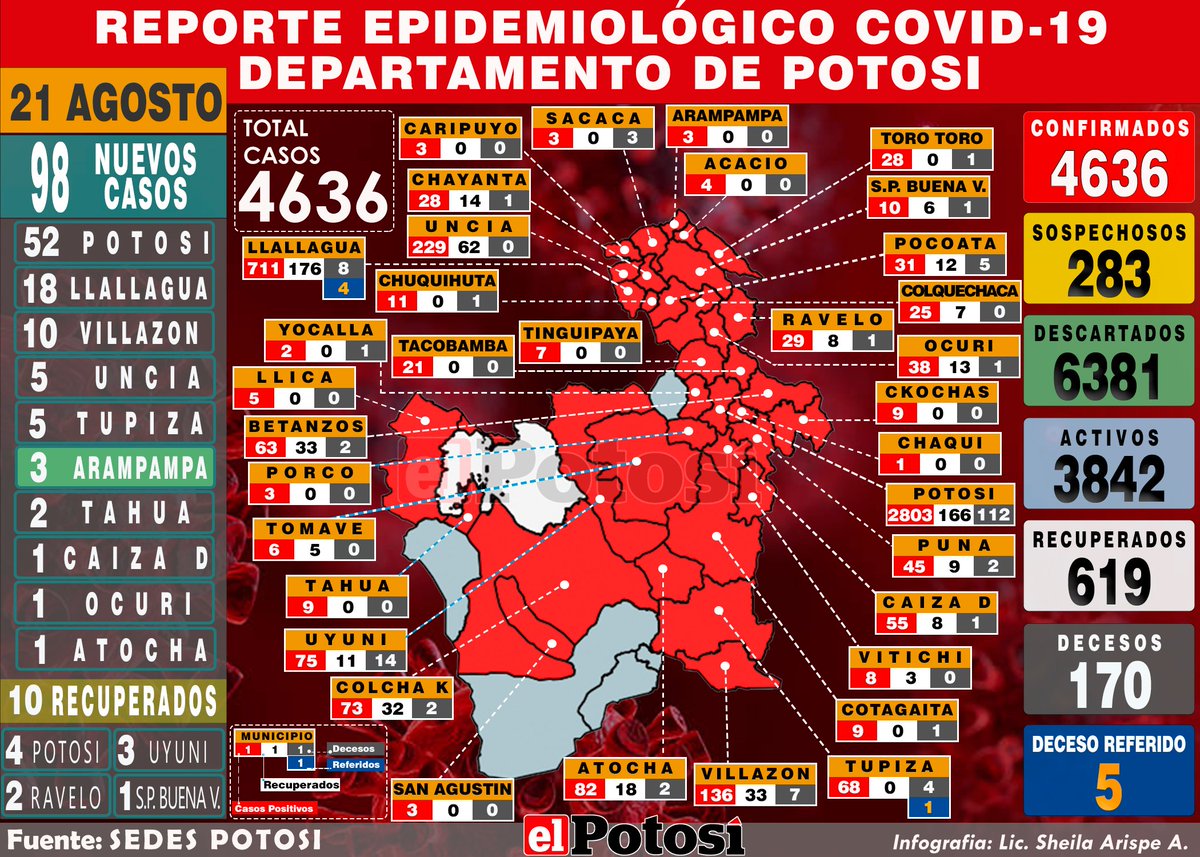 REPORTE EPIDEMIOLÓGICO COVID-19
DEPARTAMENTO DE POTOSI
21 AGOSTO
98 NUEVOS CASOS
52 POTOSI
18 LLALLAGUA
10 VILLAZON
5 UNCIA
5 TUPIZA
3 ARAMPAMPA
2 TAHUA
1 CAIZA D
1 OCURI
1 ATOCHA
10 RECUPERADOS
4 POTOSI
3 UYUNI
2 RAVELO
1 S.P. BUENA V.
TOTAL
CASOS
4636
CARIPUYO
3 0 0
SACACA
3 0 3
ARAMPAMPA
3 0 0
ACACIO
4 0 0
TORO TORO
28 0 1
CHAYANTA
28 14 1
S.P. BUENA V.
10 6 1
UNCIA
229 62 0
LLALLAGUA
711 176 8
4
POCOATA
31 12 5
CHUQUIHUTA
11 0 1
COLQUECHACA
25 7 0
YOCALLA
2 0 1
TACOBAMBA
21 0 0
TINGUIPAYA
7 0 0
RAVELO
29 8 1
OCURI
38 13 1
LLICA
5 0 0
CKOCHAS
9 0 0
BETANZOS
63 33 2
CHAQUI
1 0 0
PORCO
3 0 0
POTOSI
2803 166 112
TOMAVE
6 5 0
PUNA
45 9 2
TAHUA
9 0 0
CAIZA D
55 8 1
UYUNI
75 11 14
VITICHI
8 3 0
COLCHA K
73 32 2
COTAGAITA
9 0 1
SAN AGUSTIN
3 0 0
ATOCHA
82 18 2
VILLAZON
136 33 7
TUPIZA
68 0 4
1
MUNICIPIO
1 1 1
1
Decesos
Referidos
Recuperados
Casos Positivos
el Potosí
CONFIRMADOS
4636
SOSPECHOSOS
283
DESCARTADOS
6381
ACTIVOS
3842
RECUPERADOS
619
DECESOS
170
DECESO REFERIDO
5
Fuente: SEDES POTOSI
el Potosí
Infografia: Lic. Sheila Arispe A.